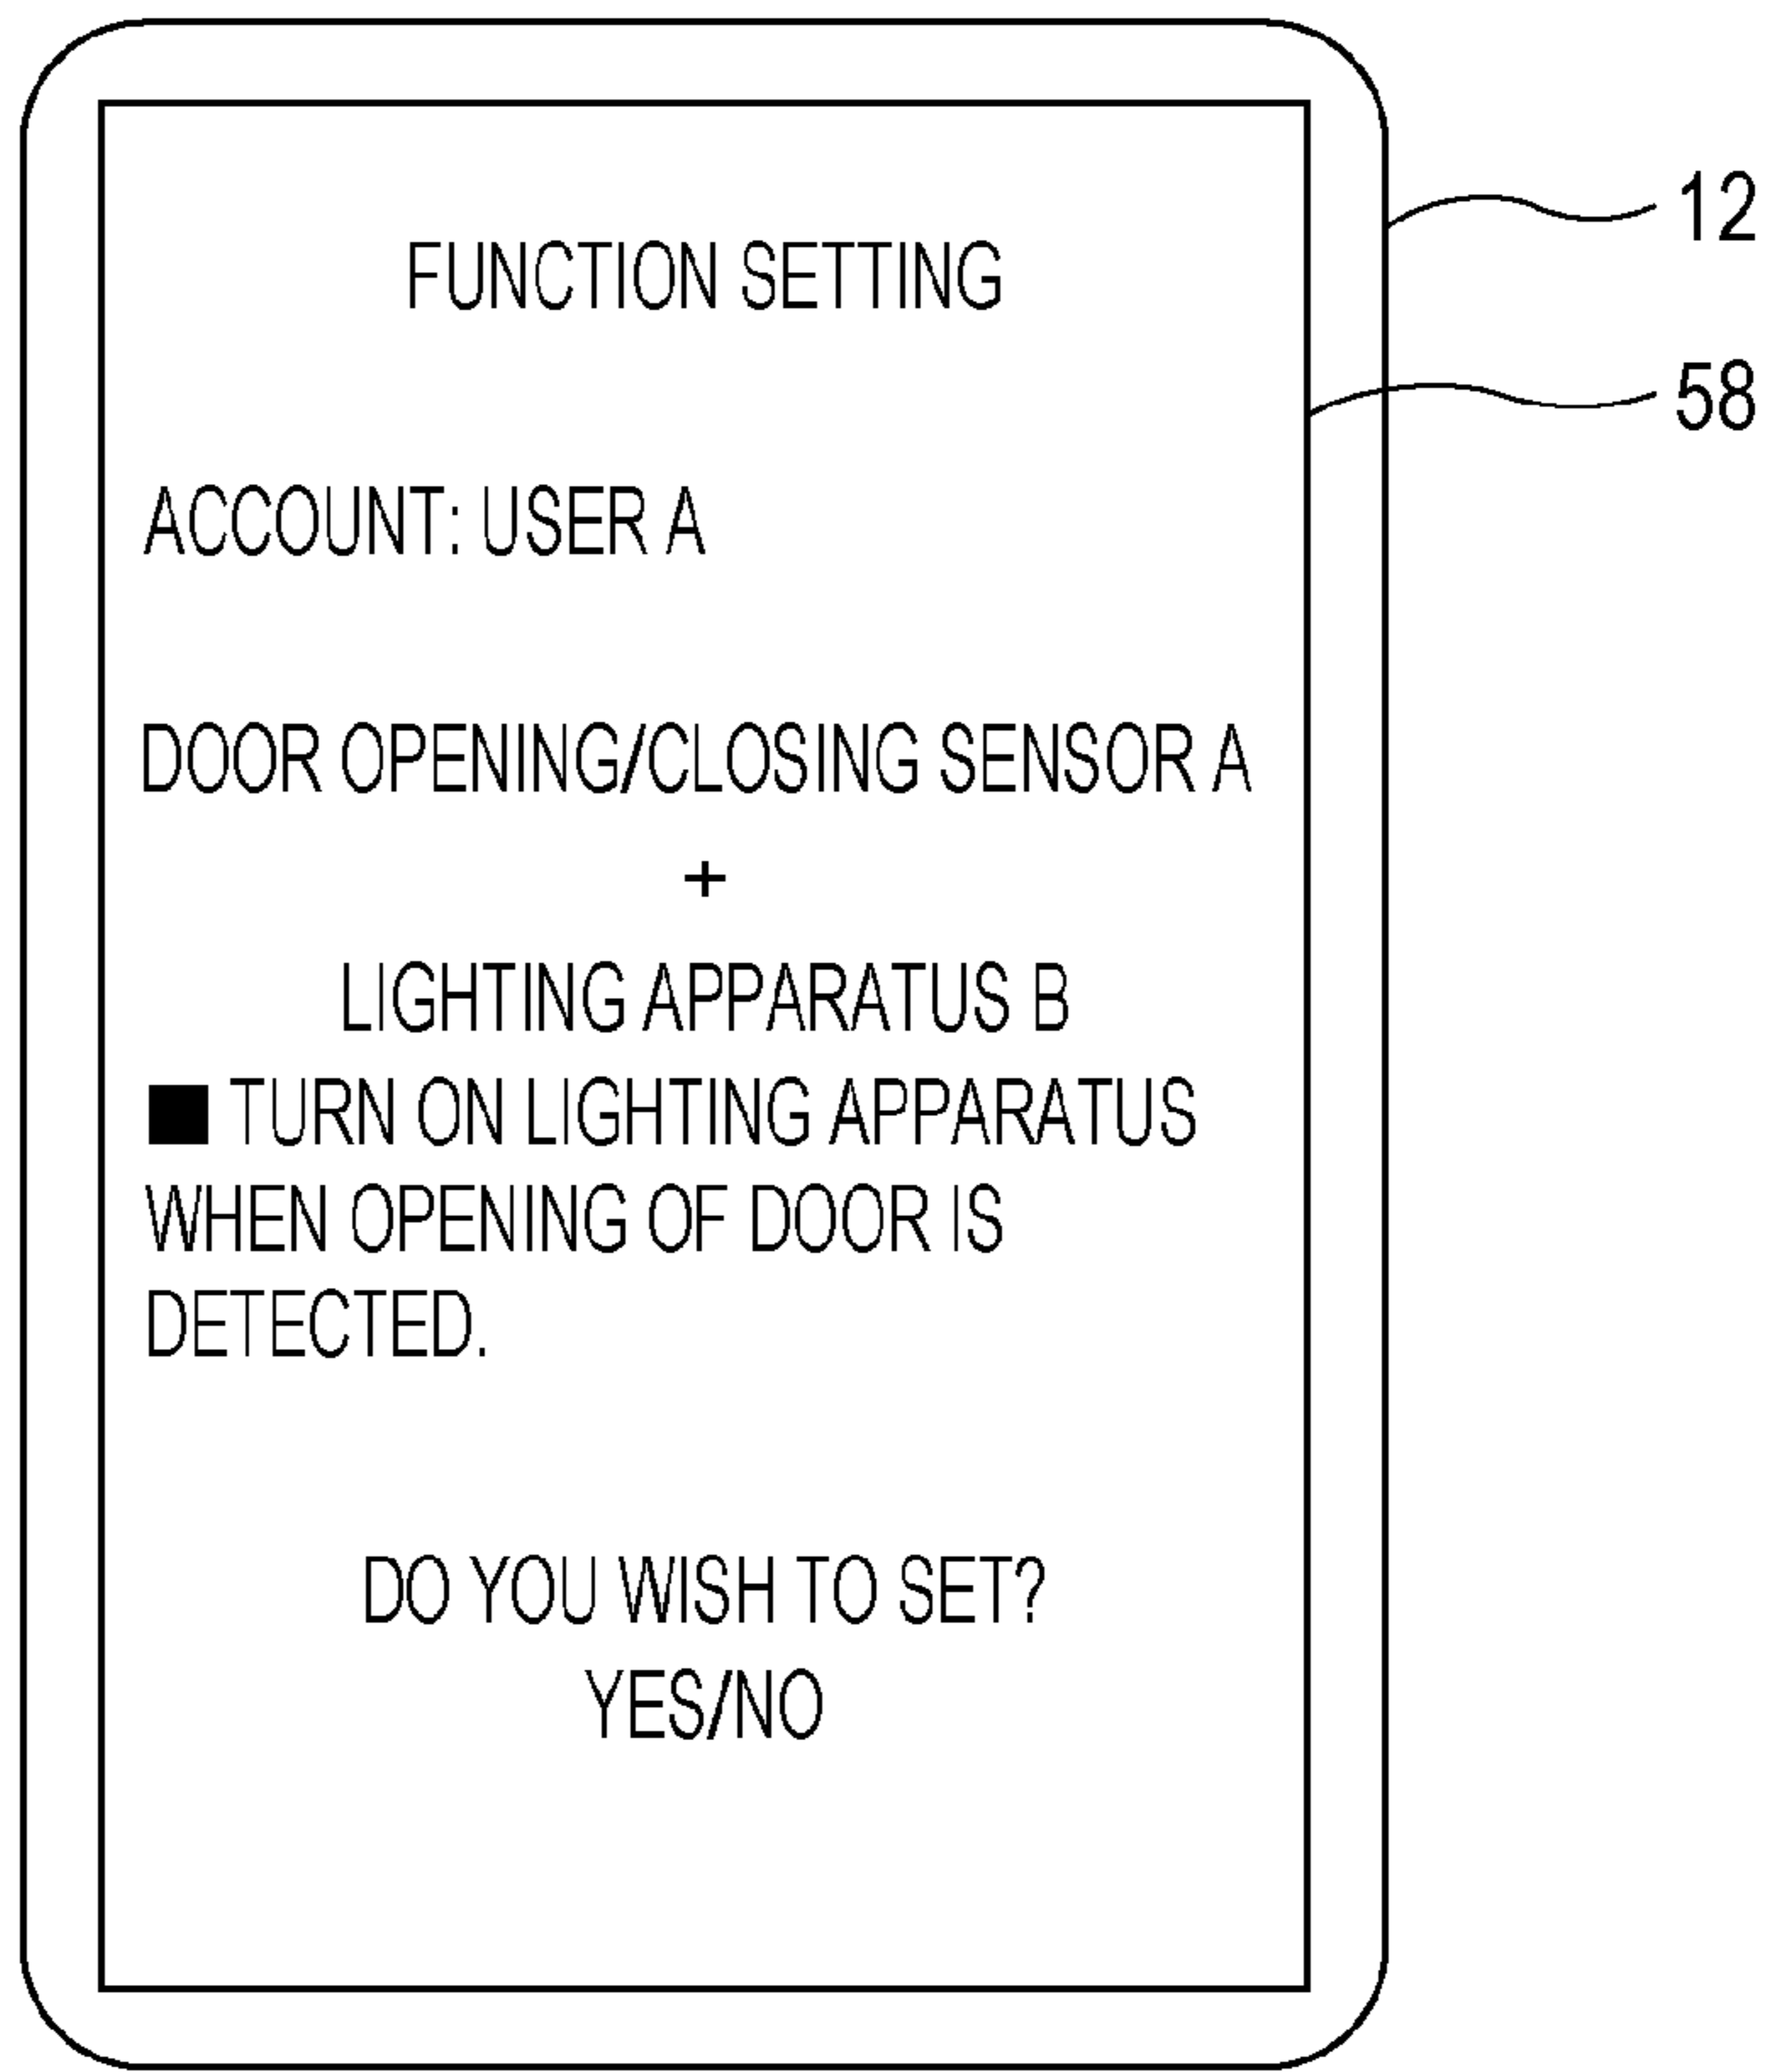 FUNCTION SETTING
12
58
ACCOUNT: USER A
DOOR OPENING/CLOSING SENSOR A
+
LIGHTING APPARATUS B
■ TURN ON LIGHTING APPARATUS
WHEN OPENING OF DOOR IS
DETECTED.
DO YOU WISH TO SET?
YES/NO